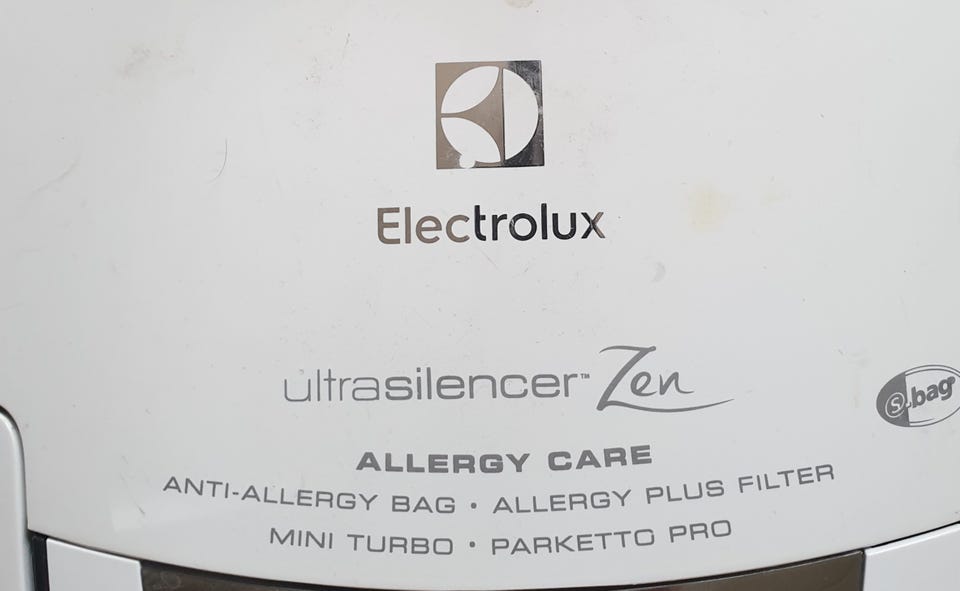 Electrolux
ultrasilencer™ Zen
s-bag
ALLERGY CARE
ANTI-ALLERGY BAG • ALLERGY PLUS FILTER
MINI TURBO • PARKETTO PRO